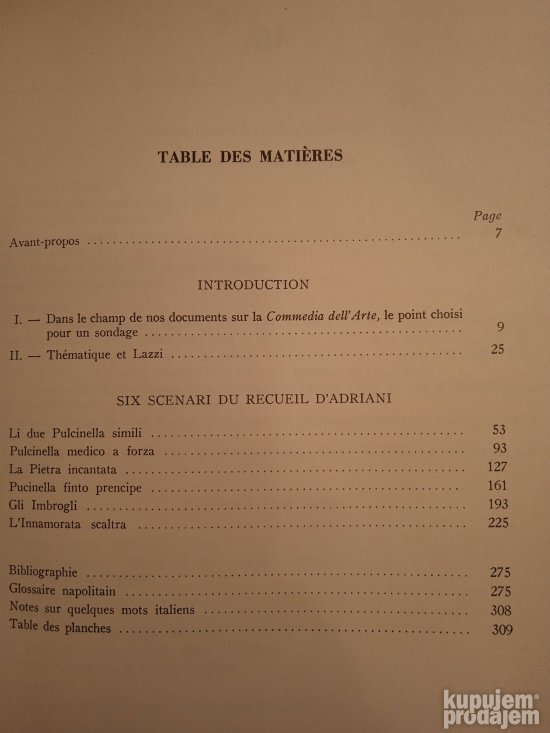 TABLE DES MATIÈRES
Page
Avant-propos .......... 7
INTRODUCTION
I. — Dans le champ de nos documents sur la Commedia dell'Arte, le point choisi
pour un sondage .......... 9
II. — Thématique et Lazzi .......... 25
SIX SCENARI DU RECUEIL D'ADRIANI
Li due Pulcinella simili .......... 53
Pulcinella medico a forza .......... 93
La Pietra incantata .......... 127
Pucinella finto prencipe .......... 161
Gli Imbrogli .......... 193
L'Innamorata scaltra .......... 225
Bibliographie .......... 275
Glossaire napolitain .......... 275
Notes sur quelques mots italiens .......... 308
Table des planches .......... 309
kupujem
prodajem